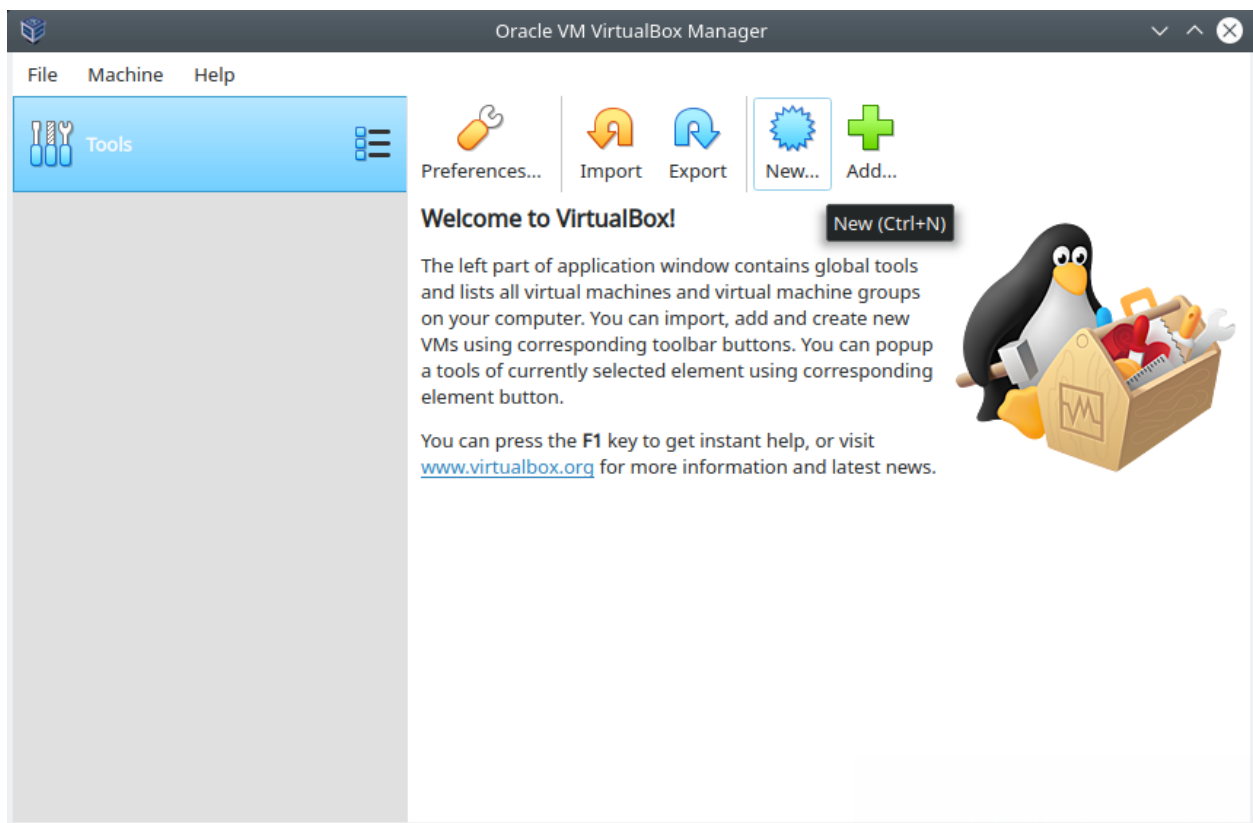 Oracle VM VirtualBox Manager
File Machine Help
Tools
Preferences... Import Export New... Add...
New (Ctrl+N)
Welcome to VirtualBox!
The left part of application window contains global tools
and lists all virtual machines and virtual machine groups
on your computer. You can import, add and create new
VMs using corresponding toolbar buttons. You can popup
a tools of currently selected element using corresponding
element button.
You can press the F1 key to get instant help, or visit
www.virtualbox.org for more information and latest news.